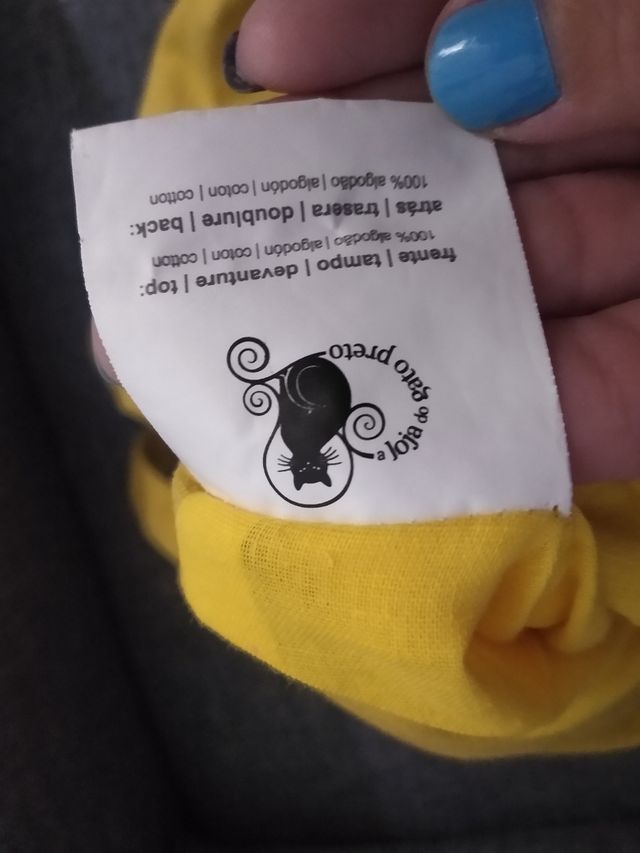 a loja do gato preto
frente | tampo | devanture | top:
100% algodão | algodón | coton | cotton
atrás | trasera | doublure | back:
100% algodão | algodón | coton | cotton